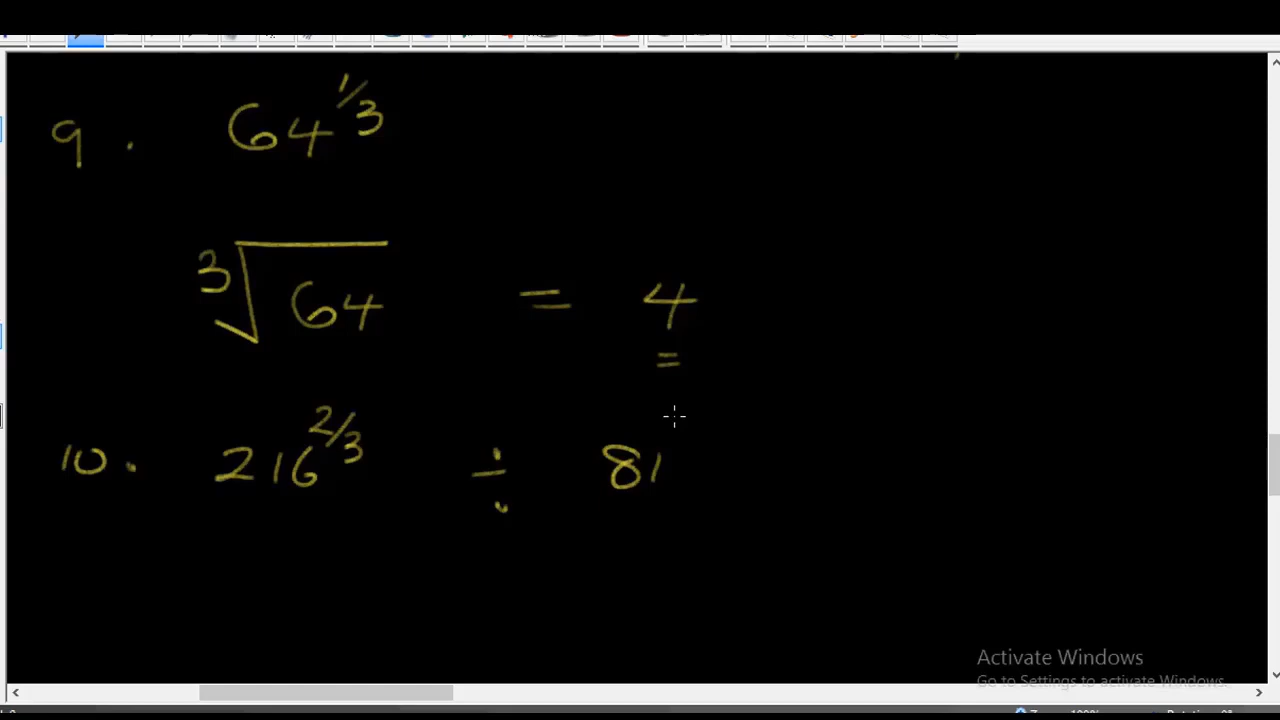 9. 64^1/3
3√64 = 4
=
10. 216^2/3 ÷ 81
Activate Windows
Go to Settings to activate Windows.